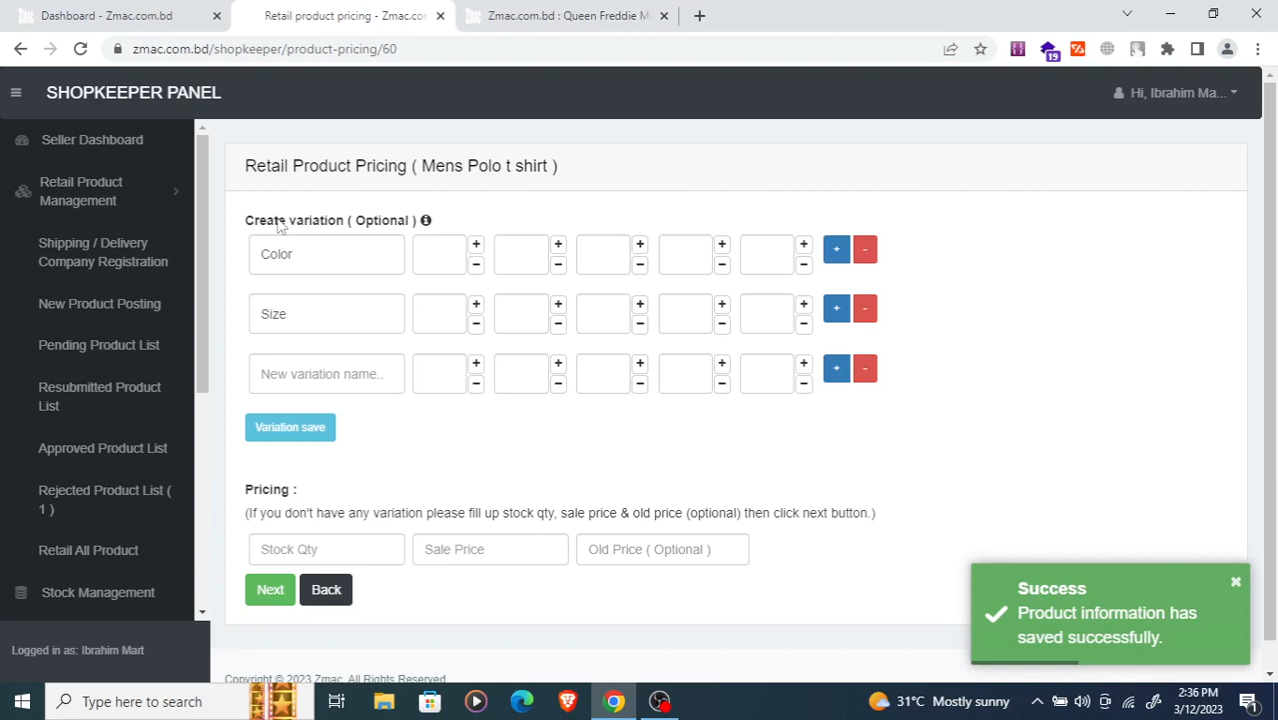 Dashboard - Zmac.com.bd
Retail product pricing - Zmac.com
Zmac.com.bd : Queen Freddie M
zmac.com.bd/shopkeeper/product-pricing/60
19
SHOPKEEPER PANEL
Hi, Ibrahim Ma...
Seller Dashboard
Retail Product
Management
Shipping / Delivery
Company Registration
New Product Posting
Pending Product List
Resubmitted Product
List
Approved Product List
Rejected Product List (
1 )
Retail All Product
Stock Management
Logged in as: Ibrahim Mart
Retail Product Pricing ( Mens Polo t shirt )
Create variation ( Optional )
Color
+ + + + + + -
- - - - -
Size
+ + + + + + -
- - - - -
New variation name..
+ + + + + + -
- - - - -
Variation save
Pricing :
(If you don't have any variation please fill up stock qty, sale price & old price (optional) then click next button.)
Stock Qty
Sale Price
Old Price ( Optional )
Next
Back
Success
Product information has
saved successfully.
Copyright © 2023 Zmac. All Rights Reserved
Type here to search
31°C Mostly sunny
2:36 PM
3/12/2023
1